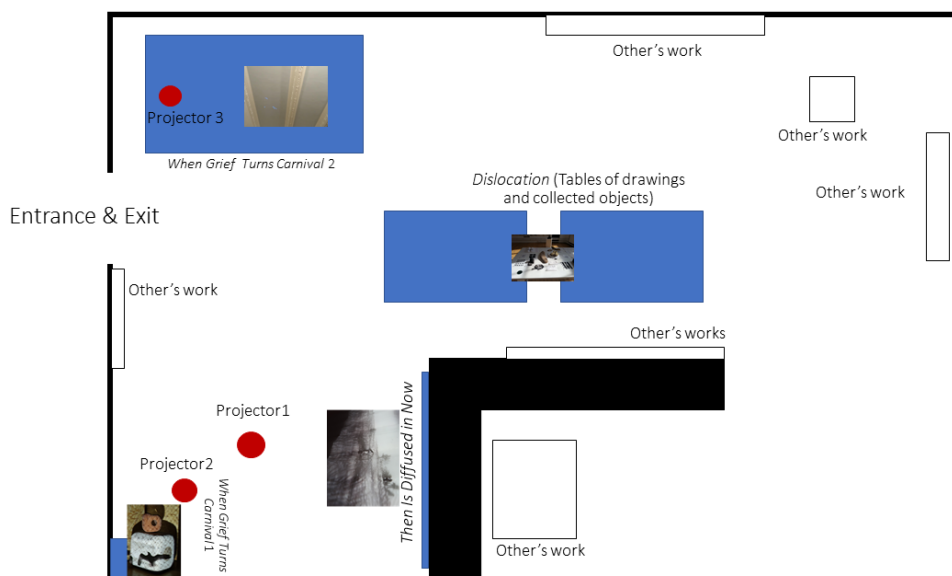 Other's work
Projector 3
When Grief Turns Carnival 2
Other's work
Dislocation (Tables of drawings
and collected objects)
Other's work
Entrance & Exit
Other's work
Other's works
Projector1
Then Is Diffused in Now
Projector2
When Grief Turns
Carnival1
Other's work